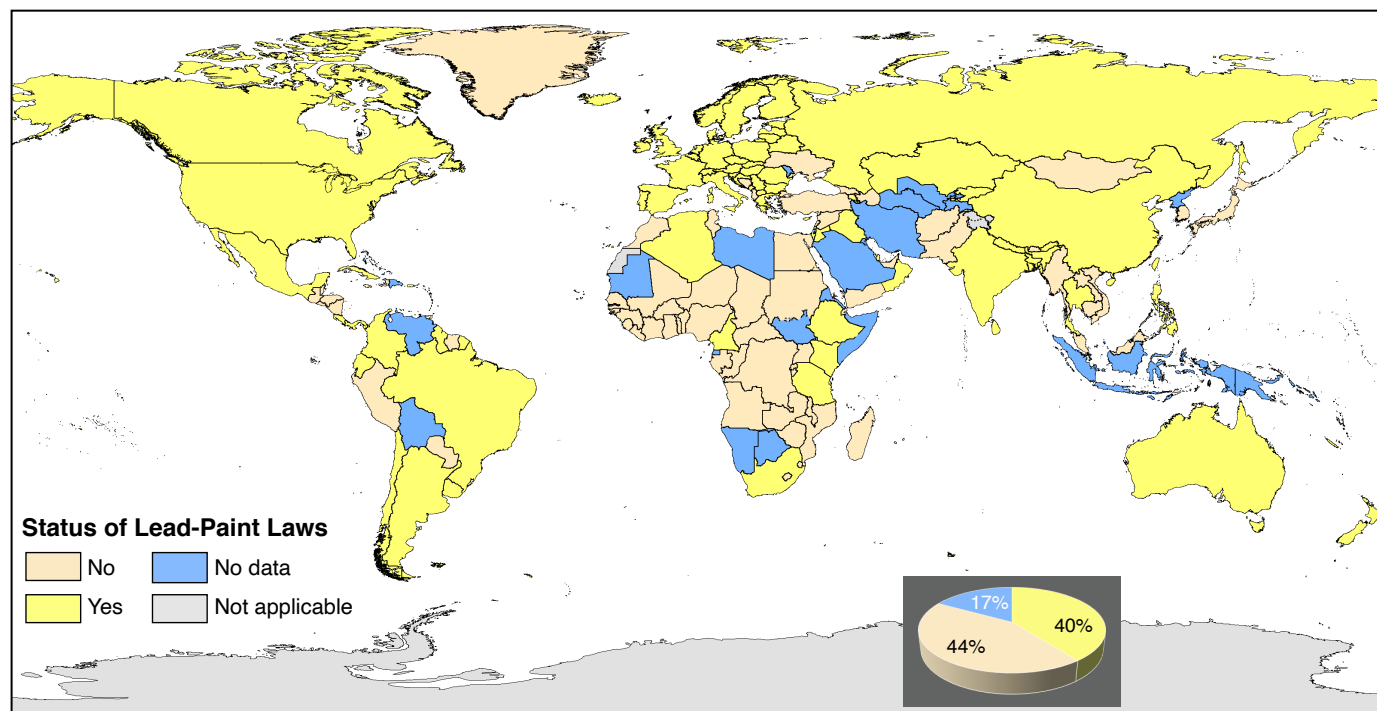 Status of Lead-Paint Laws
No
No data
Yes
Not applicable
17%
40%
44%